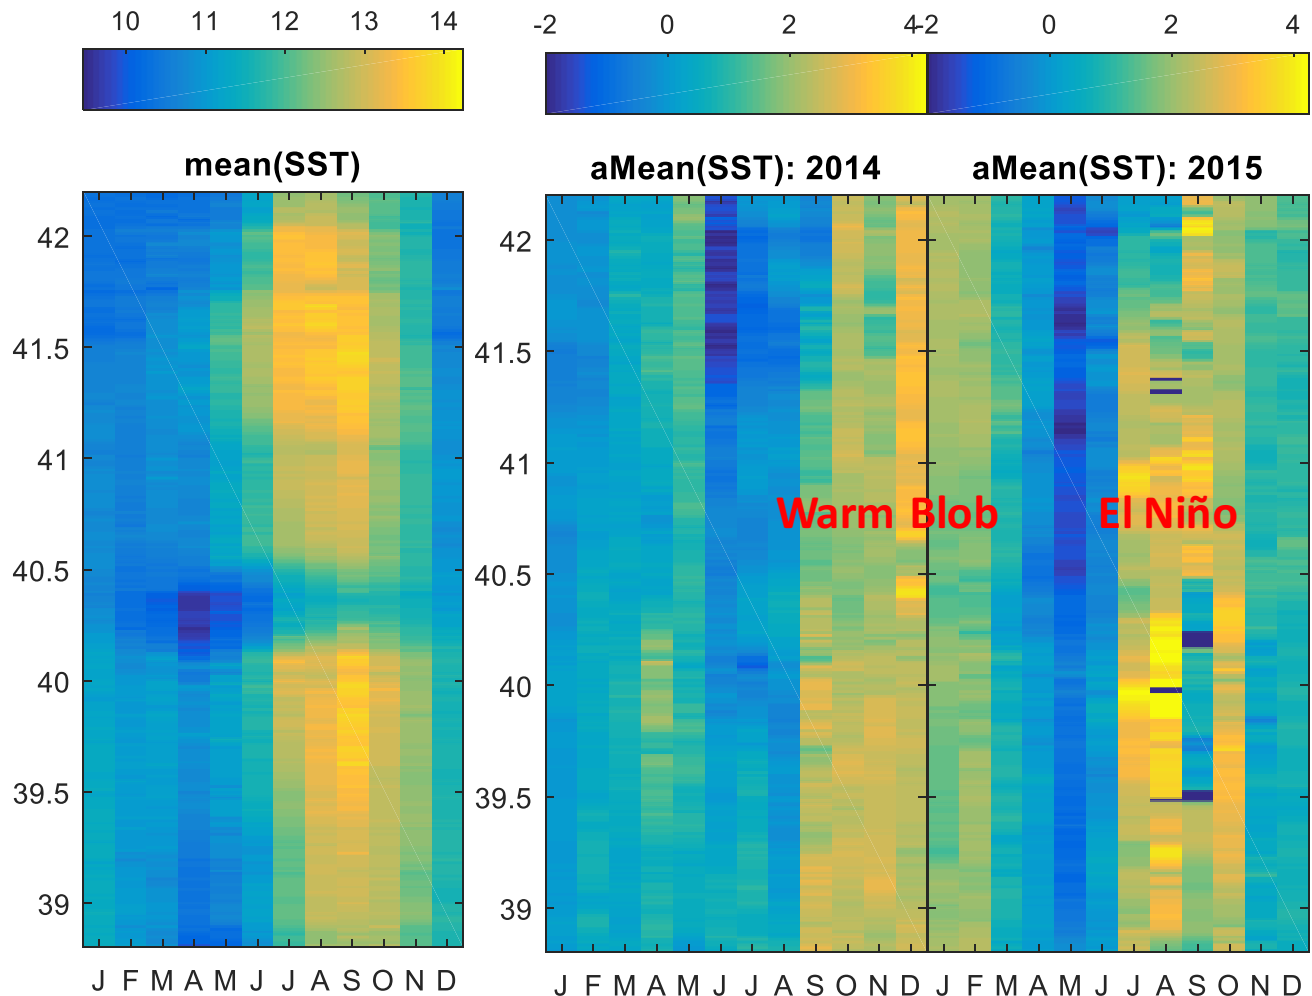 10 11 12 13 14
-2 0 2 4
-2 0 2 4
mean(SST)
aMean(SST): 2014
aMean(SST): 2015
42
41.5
41
40.5
40
39.5
39
J F M A M J J A S O N D
42
41.5
41
40.5
40
39.5
39
Warm Blob
El Niño
J F M A M J J A S O N D
J F M A M J J A S O N D